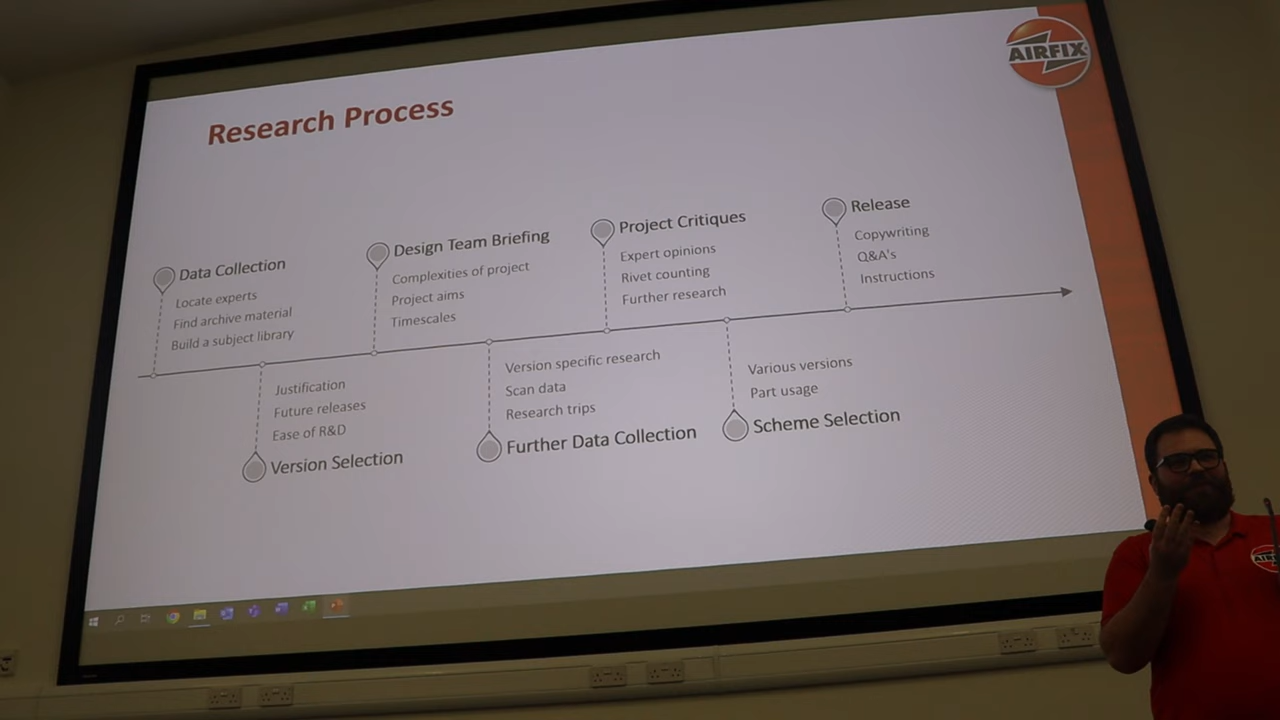 AIRFIX
Research Process
Data Collection
Locate experts
Find archive material
Build a subject library
Justification
Future releases
Ease of R&D
Version Selection
Design Team Briefing
Complexities of project
Project aims
Timescales
Version specific research
Scan data
Research trips
Further Data Collection
Project Critiques
Expert opinions
Rivet counting
Further research
Various versions
Part usage
Scheme Selection
Release
Copywriting
Q&A's
Instructions